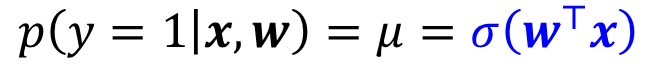 p(y = 1|𝒙, 𝒘) = μ = σ(𝒘⊤𝒙)